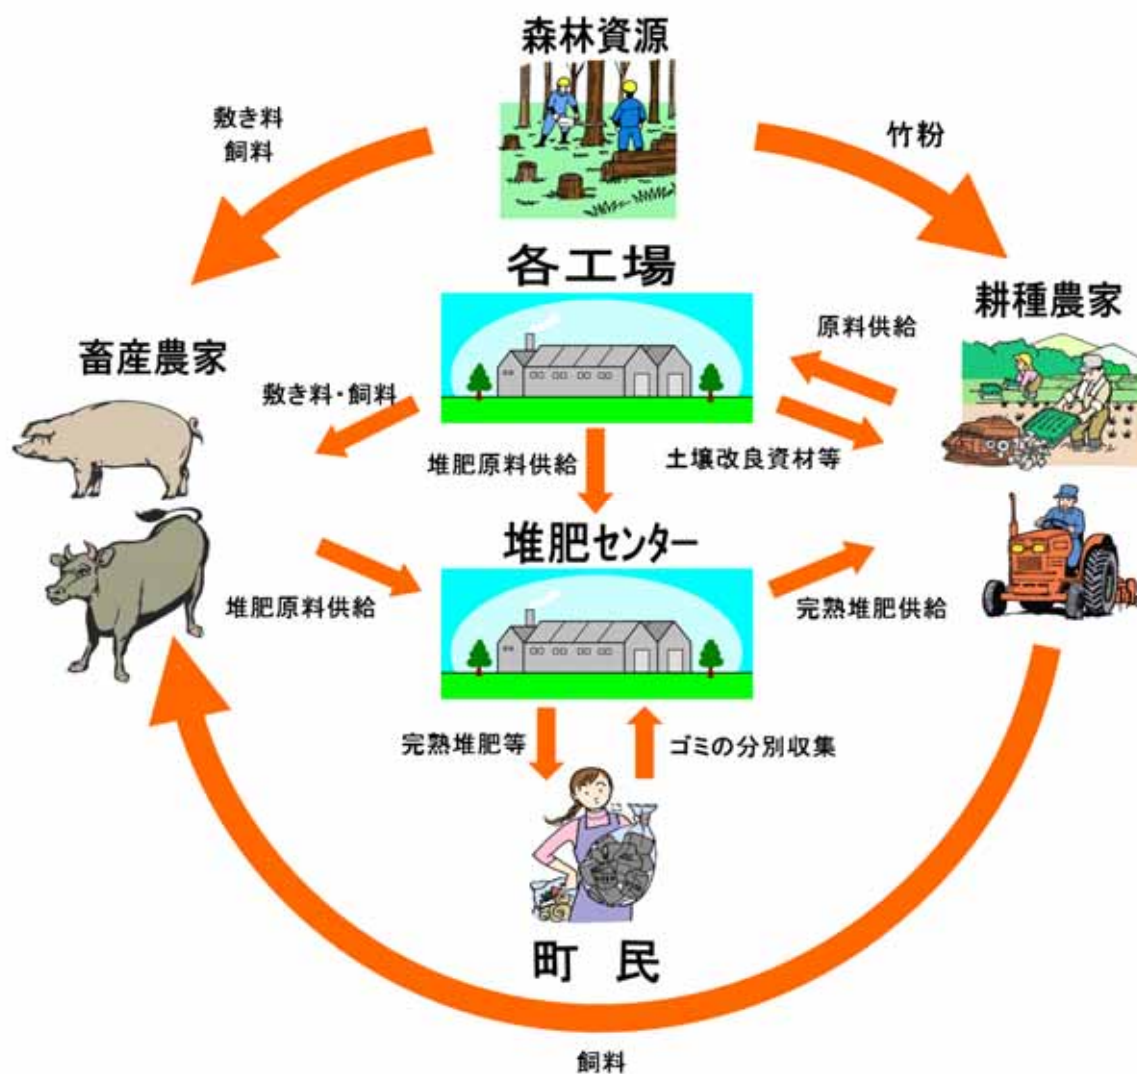 森林資源
敷き料
飼料
竹粉
各工場
耕種農家
原料供給
畜産農家
敷き料・飼料
堆肥原料供給
土壌改良資材等
堆肥センター
堆肥原料供給
完熟堆肥供給
完熟堆肥等
ゴミの分別収集
町　民
飼料